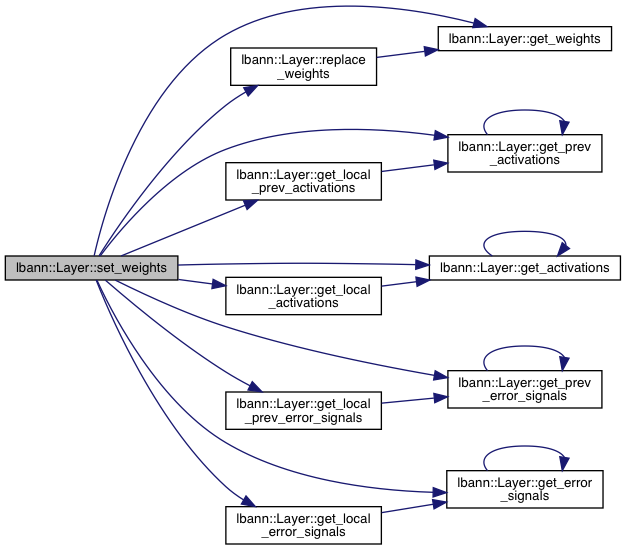 lbann::Layer::get_weights
lbann::Layer::replace
_weights
lbann::Layer::get_prev
_activations
lbann::Layer::get_local
_prev_activations
lbann::Layer::set_weights
lbann::Layer::get_activations
lbann::Layer::get_local
_activations
lbann::Layer::get_prev
_error_signals
lbann::Layer::get_local
_prev_error_signals
lbann::Layer::get_error
_signals
lbann::Layer::get_local
_error_signals